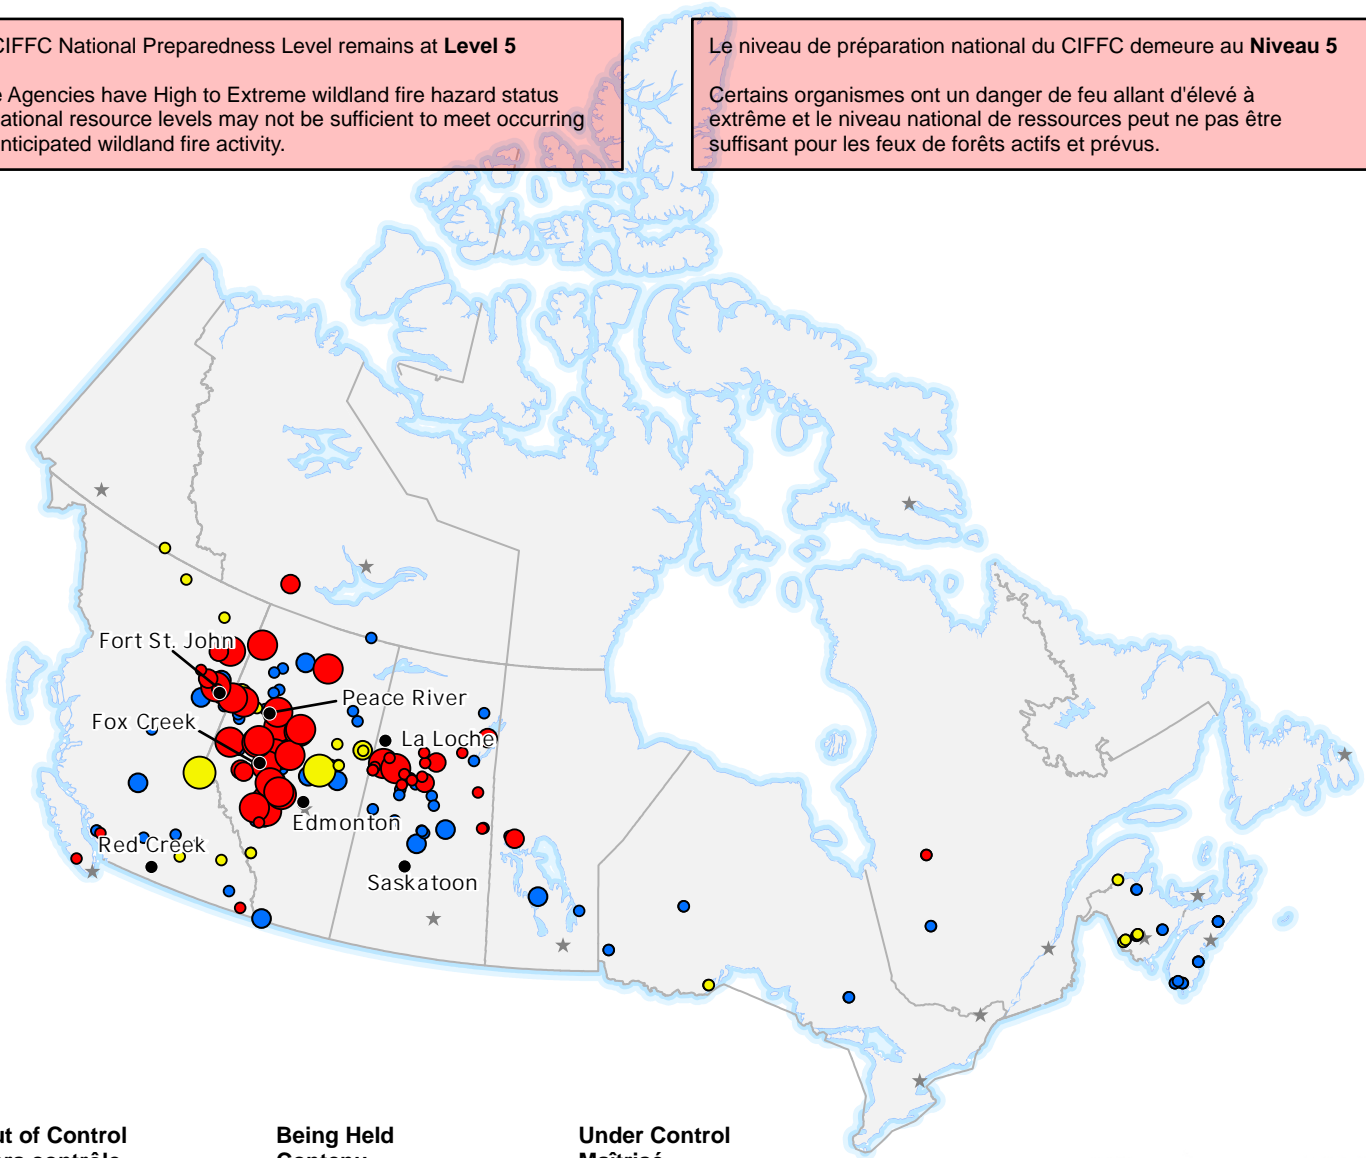 CIFFC National Preparedness Level remains at Level 5
Agencies have High to Extreme wildland fire hazard status
ational resource levels may not be sufficient to meet occurring
nticipated wildland fire activity.
Le niveau de préparation national du CIFFC demeure au Niveau 5
Certains organismes ont un danger de feu allant d'élevé à
extrême et le niveau national de ressources peut ne pas être
suffisant pour les feux de forêts actifs et prévus.
Fort St. John
Peace River
Fox Creek
La Loche
Edmonton
Red Creek
Saskatoon
ut of Control
Being Held
Contenu
Under Control
Maîtrisé